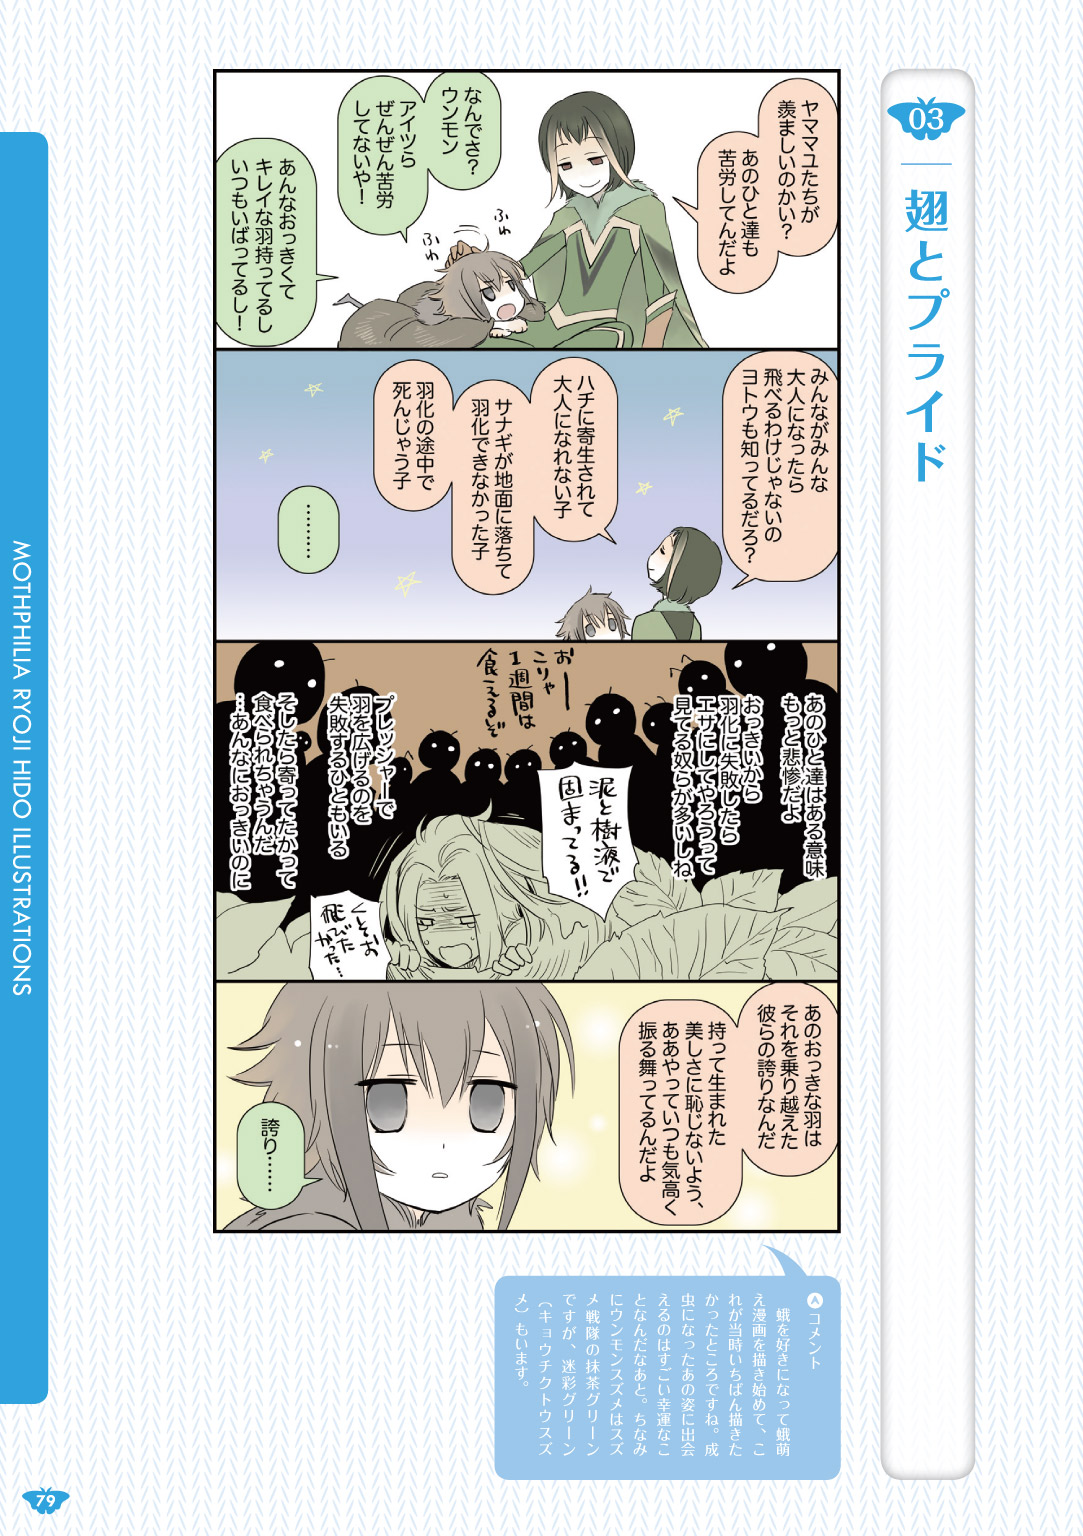 03
翅とプライド
ヤママユたちが
羨ましいのかい?
あのひと達も
苦労してんだよ
なんでさ?
ウンモン
アイツら
ぜんぜん苦労
してないや!
あんなおっきくて
キレイな羽持ってるし
いつもいばってるし!
ふわ
ふわ
みんながみんな
大人になったら
飛べるわけじゃないの
ヨトウも知ってるだろ?
ハチに寄生されて
大人になれない子
サナギが地面に落ちて
羽化できなかった子
羽化の途中で
死んじゃう子
………
あのひと達はある意味
もっと悲惨だよ
おっきいから
羽化に失敗したら
エサにしてやろうって
見てる奴らが多いしね
おーー
こりゃ
1週間は
食えるぞ
泥と樹液で
固まってる!!
プレッシャーで
羽を広げるのを
失敗するひともいる
そしたら寄ってたかって
食べられちゃうんだ
…あんなにおっきいのに
くそお
飛びた
かった…
あのおっきな羽は
それを乗り越えた
彼らの誇りなんだ
持って生まれた
美しさに恥じないよう、
ああやっていつも気高く
振る舞ってるんだよ
誇り……
A コメント
蛾を好きになって蛾萌
え漫画を描き始めて、こ
れが当時いちばん描きた
かったところですね。成
虫になったあの姿に出会
えるのはすごい幸運なこ
となんだなあと。ちなみ
にウンモンスズメはスズ
メ戦隊の抹茶グリーン
ですが、迷彩グリーン
(キョウチクトウスズ
メ)もいます。
MOTHPHILIA RYOJI HIDO ILLUSTRATIONS
79